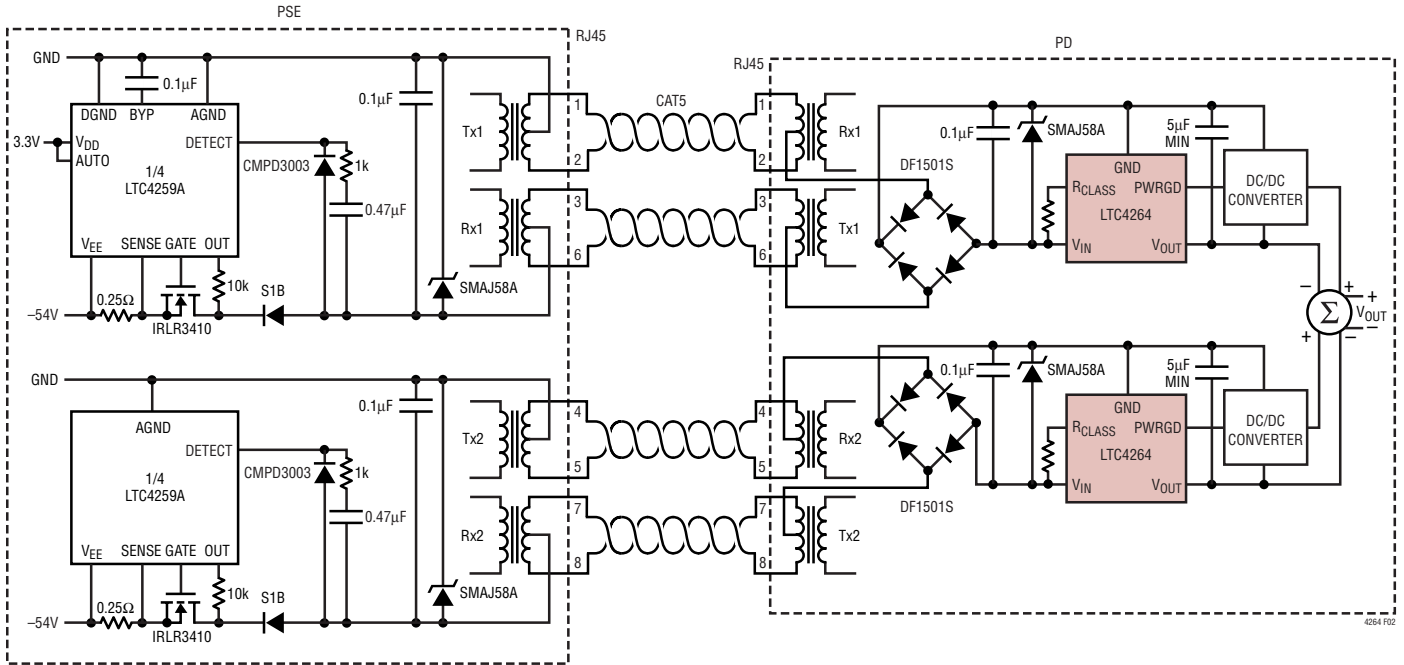 PSE
RJ45
GND
0.1µF
DGND BYP AGND
3.3V
VDD
AUTO
DETECT
1/4
LTC4259A
CMPD3003
1k
0.47µF
0.1µF
VEE SENSE GATE OUT
10k
0.25Ω
–54V
IRLR3410
S1B
SMAJ58A
Tx1
1
2
Rx1
3
6
CAT5
PD
RJ45
1
2
Rx1
3
6
Tx1
DF1501S
0.1µF
SMAJ58A
GND
RCLASS PWRGD
LTC4264
VIN VOUT
5µF
MIN
DC/DC
CONVERTER
– +
Σ
+ –
+
VOUT
–
GND
AGND
DETECT
1/4
LTC4259A
CMPD3003
1k
0.47µF
0.1µF
VEE SENSE GATE OUT
10k
0.25Ω
–54V
IRLR3410
S1B
SMAJ58A
Tx2
4
5
Rx2
7
8
4
5
Rx2
7
8
Tx2
DF1501S
0.1µF
SMAJ58A
GND
RCLASS PWRGD
LTC4264
VIN VOUT
5µF
MIN
DC/DC
CONVERTER
4264 F02